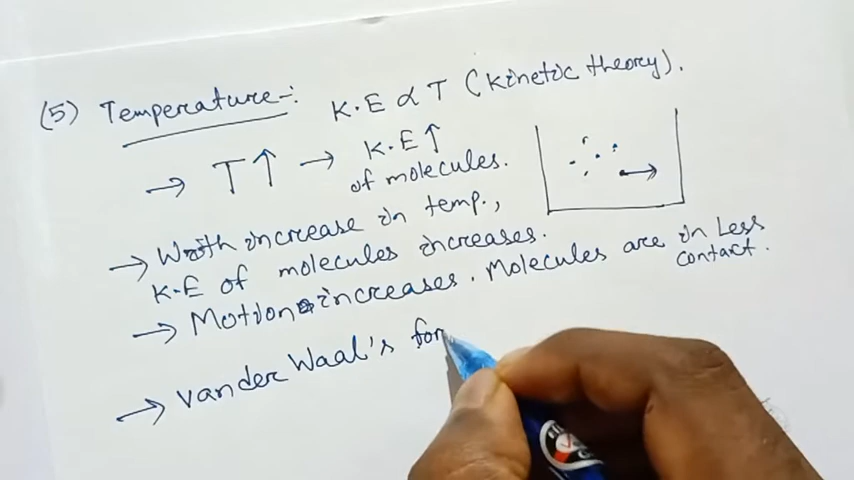 (5) Temperature-: K.E ∝ T (Kinetic theory).
→ T↑ → K.E↑
of molecules.
→ With increase in temp.,
K.E of molecules increases.
→ Motion increases. Molecules are in Less
contact.
→ vander Waal's for